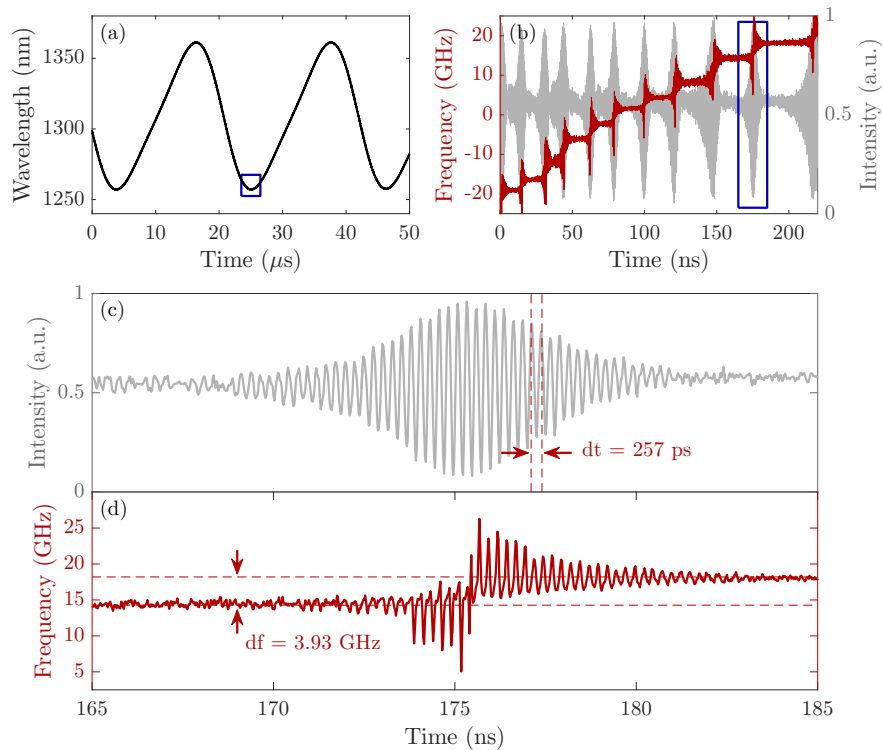 (a)
Wavelength (nm)
1350
1300
1250
0 10 20 30 40 50
Time (μs)
(b)
Frequency (GHz)
20
10
0
-10
-20
1
0.5
0
Intensity (a.u.)
0 50 100 150 200
Time (ns)
(c)
Intensity (a.u.)
1
0.5
0
dt = 257 ps
(d)
Frequency (GHz)
25
20
15
10
5
df = 3.93 GHz
165 170 175 180 185
Time (ns)